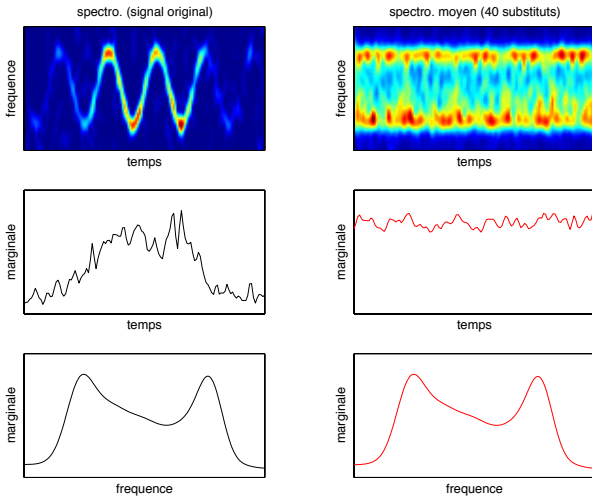 spectro. (signal original)
spectro. moyen (40 substituts)
frequence
frequence
temps
temps
marginale
marginale
temps
temps
marginale
marginale
frequence
frequence